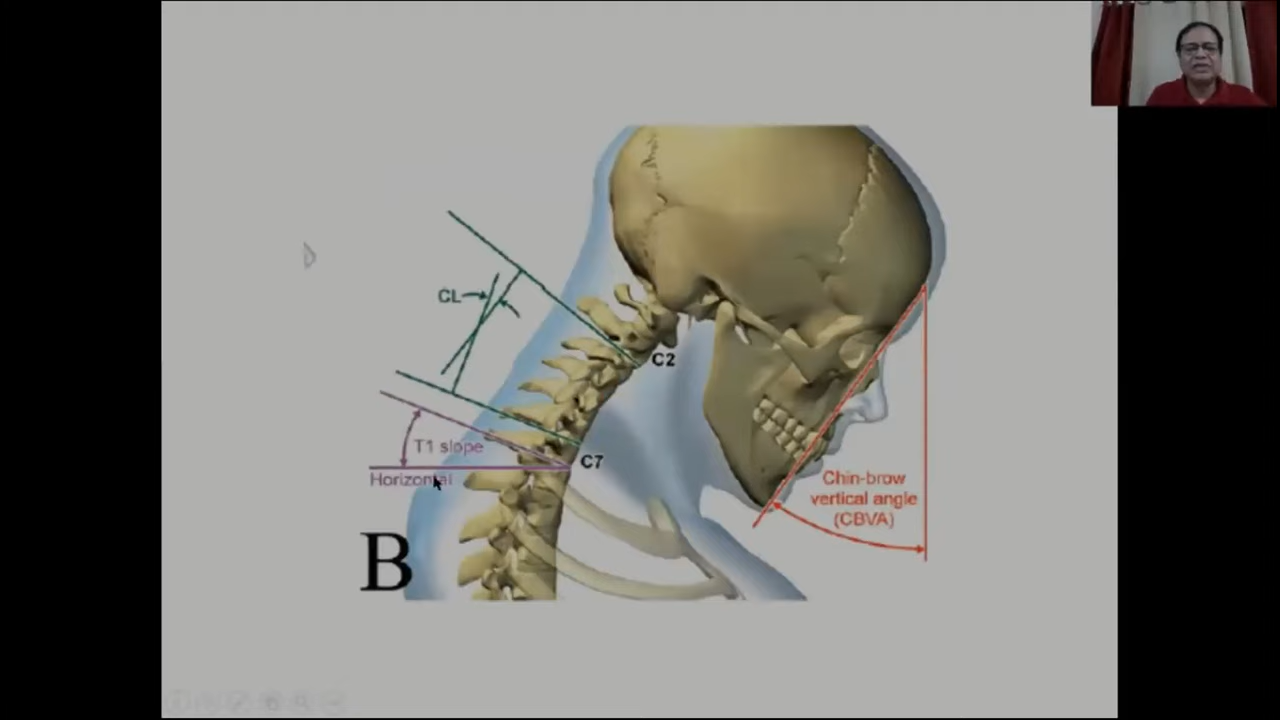 CL
C2
T1 slope
C7
Horizontal
Chin-brow
vertical angle
(CBVA)
B